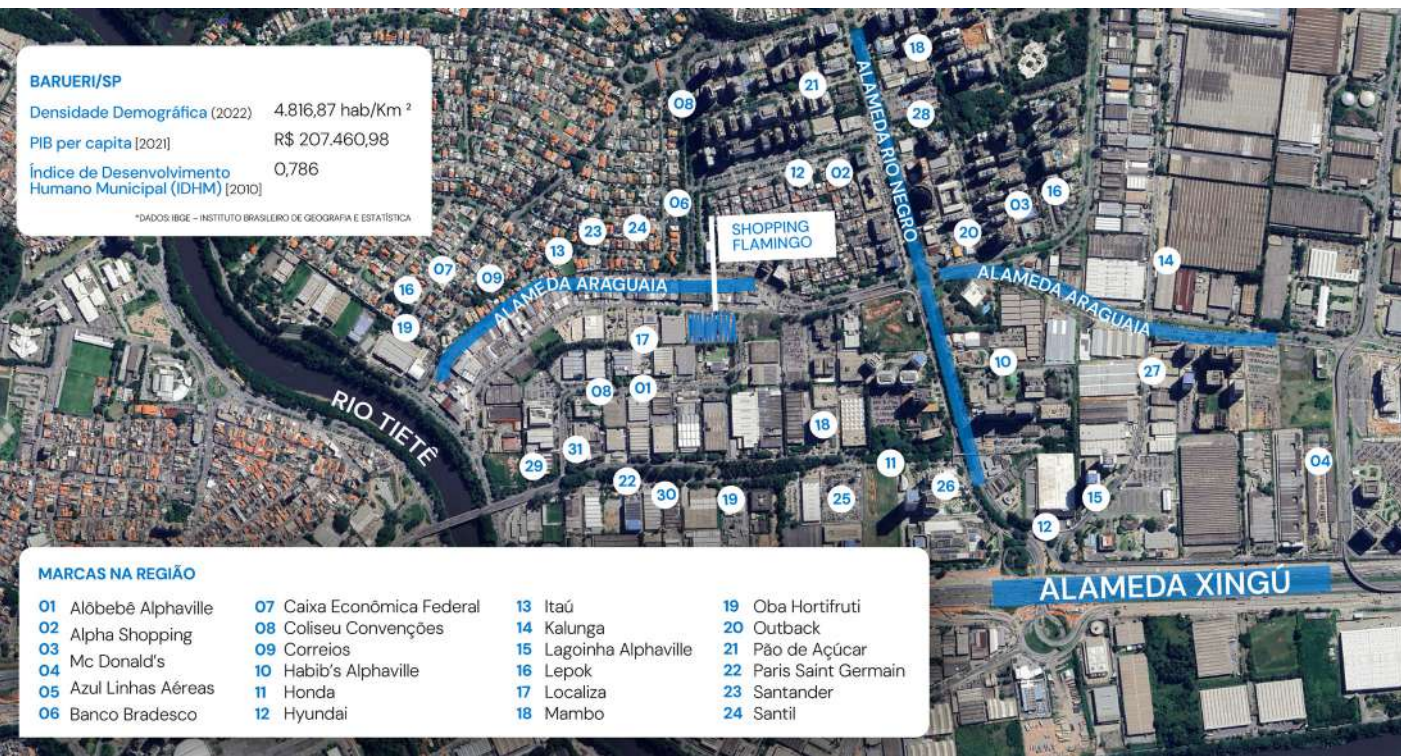 BARUERI/SP
Densidade Demográfica (2022) 4.816,87 hab/Km ²
PIB per capita [2021] R$ 207.460,98
Índice de Desenvolvimento 0,786
Humano Municipal (IDHM) [2010]
*DADOS: IBGE – INSTITUTO BRASILEIRO DE GEOGRAFIA E ESTATÍSTICA
18
21
08
28
12
02
06
03
16
SHOPPING
FLAMINGO
ALAMEDA RIO NEGRO
23
24
13
20
07
09
16
14
ALAMEDA ARAGUAIA
ALAMEDA ARAGUAIA
19
17
10
27
08
01
RIO TIETÊ
18
31
29
11
04
22
30
19
25
26
15
12
ALAMEDA XINGÚ
MARCAS NA REGIÃO
01 Alôbebê Alphaville
02 Alpha Shopping
03
04 Mc Donald's
05 Azul Linhas Aéreas
06 Banco Bradesco
07 Caixa Econômica Federal
08 Coliseu Convenções
09 Correios
10 Habib's Alphaville
11 Honda
12 Hyundai
13 Itaú
14 Kalunga
15 Lagoinha Alphaville
16 Lepok
17 Localiza
18 Mambo
19 Oba Hortifruti
20 Outback
21 Pão de Açúcar
22 Paris Saint Germain
23 Santander
24 Santil